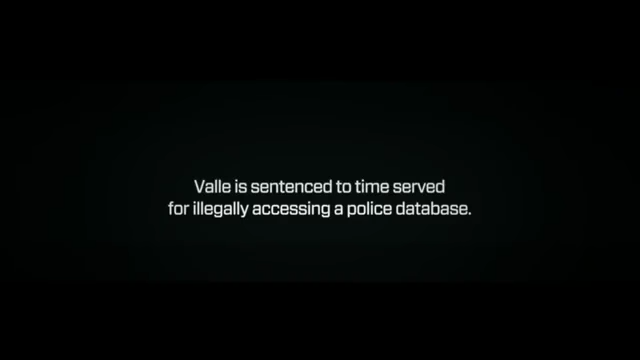 Valle is sentenced to time served
for illegally accessing a police database.